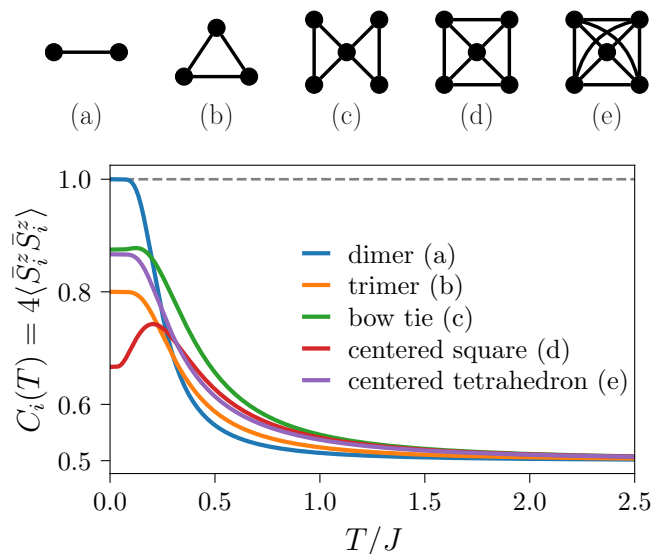 (a) (b) (c) (d) (e)
1.0
0.8
0.6
0.5
C_i(T) = 4⟨S̄_i^z S̄_i^z⟩
dimer (a)
trimer (b)
bow tie (c)
centered square (d)
centered tetrahedron (e)
0.0 0.5 1.0 1.5 2.0 2.5
T/J